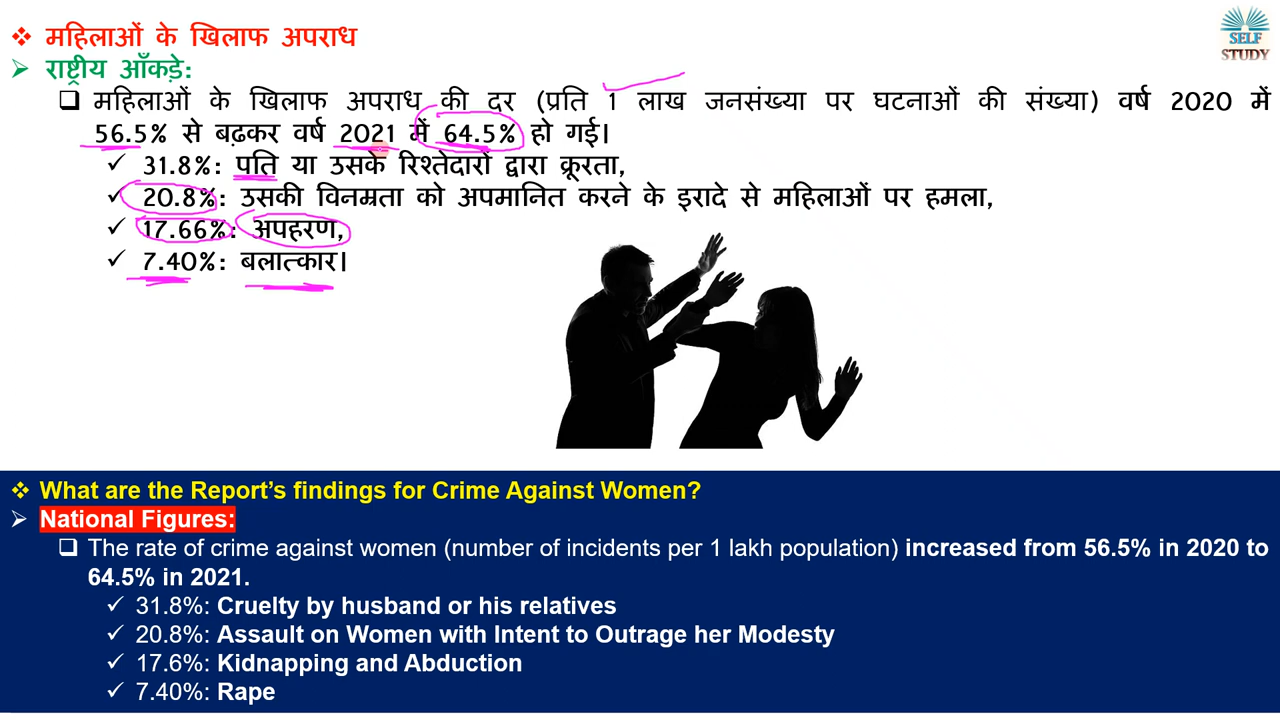 ❖ महिलाओं के खिलाफ अपराध
SELF
STUDY
➢ राष्ट्रीय आँकड़े:
❑ महिलाओं के खिलाफ अपराध की दर (प्रति 1 लाख जनसंख्या पर घटनाओं की संख्या) वर्ष 2020 में
56.5% से बढ़कर वर्ष 2021 में 64.5% हो गई।
✓ 31.8%: पति या उसके रिश्तेदारों द्वारा क्रूरता,
✓ 20.8%: उसकी विनम्रता को अपमानित करने के इरादे से महिलाओं पर हमला,
✓ 17.66%: अपहरण,
✓ 7.40%: बलात्कार।
❖ What are the Report's findings for Crime Against Women?
➢ National Figures:
❑ The rate of crime against women (number of incidents per 1 lakh population) increased from 56.5% in 2020 to
64.5% in 2021.
✓ 31.8%: Cruelty by husband or his relatives
✓ 20.8%: Assault on Women with Intent to Outrage her Modesty
✓ 17.6%: Kidnapping and Abduction
✓ 7.40%: Rape